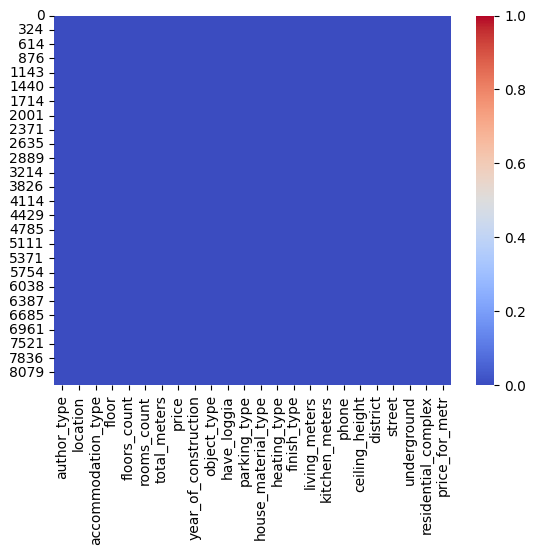 0
324
614
876
1143
1440
1714
2001
2371
2635
2889
3214
3826
4114
4429
4785
5111
5371
5754
6038
6387
6685
6961
7521
7836
8079
author_type
location
accommodation_type
floor
floors_count
rooms_count
total_meters
price
year_of_construction
object_type
have_loggia
parking_type
house_material_type
heating_type
finish_type
living_meters
kitchen_meters
phone
ceiling_height
district
street
underground
residential_complex
price_for_metr
1.0
0.8
0.6
0.4
0.2
0.0